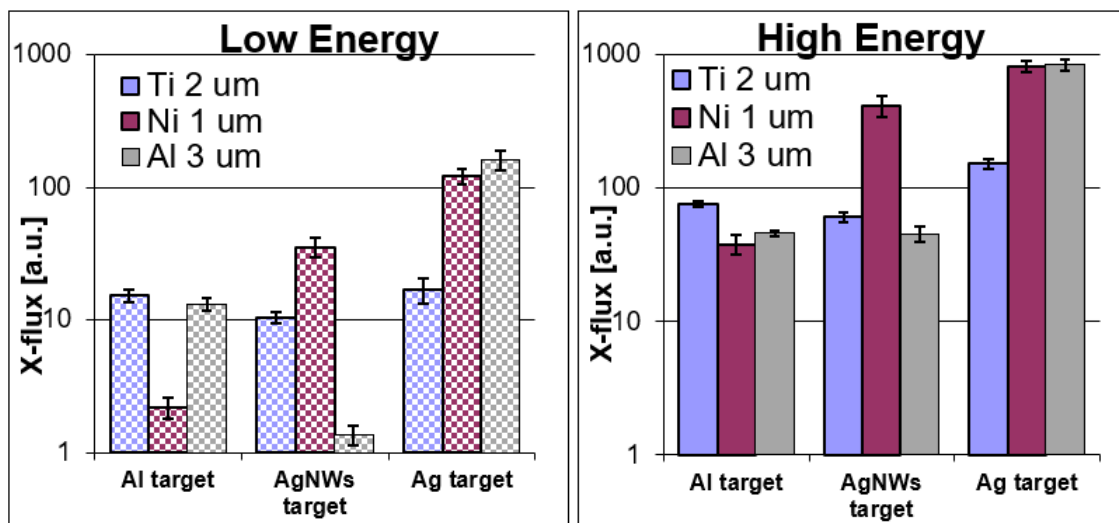 Low Energy
1000
100
10
1
X-flux [a.u.]
Ti 2 um
Ni 1 um
Al 3 um
Al target
AgNWs
target
Ag target
High Energy
1000
100
10
1
X-flux [a.u.]
Ti 2 um
Ni 1 um
Al 3 um
Al target
AgNWs
target
Ag target